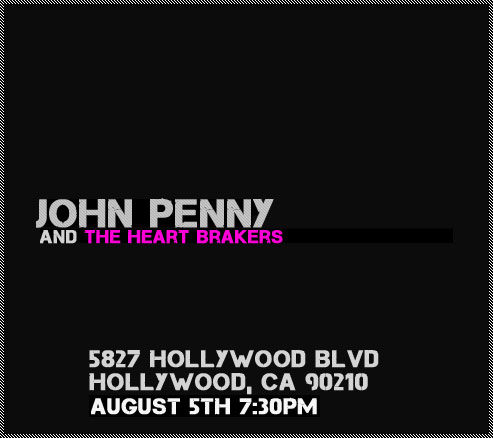 JOHN PENNY
AND THE HEART BRAKERS
5827 HOLLYWOOD BLVD
HOLLYWOOD, CA 90210
AUGUST 5TH 7:30PM